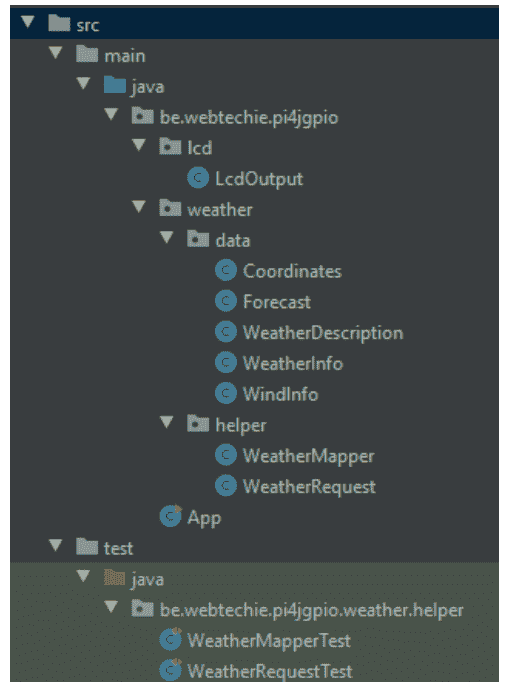 src
main
java
be.webtechie.pi4jgpio
lcd
LcdOutput
weather
data
Coordinates
Forecast
WeatherDescription
WeatherInfo
WindInfo
helper
WeatherMapper
WeatherRequest
App
test
java
be.webtechie.pi4jgpio.weather.helper
WeatherMapperTest
WeatherRequestTest